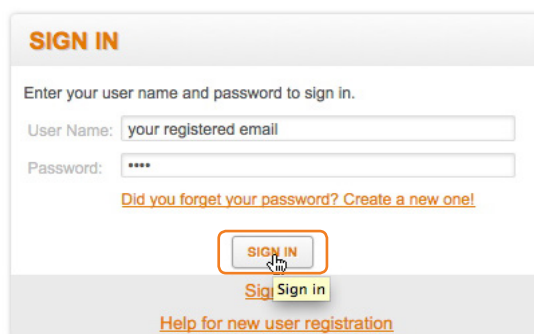 SIGN IN
Enter your user name and password to sign in.
User Name: your registered email
Password: ••••
Did you forget your password? Create a new one!
SIGN IN
Sign in
Help for new user registration